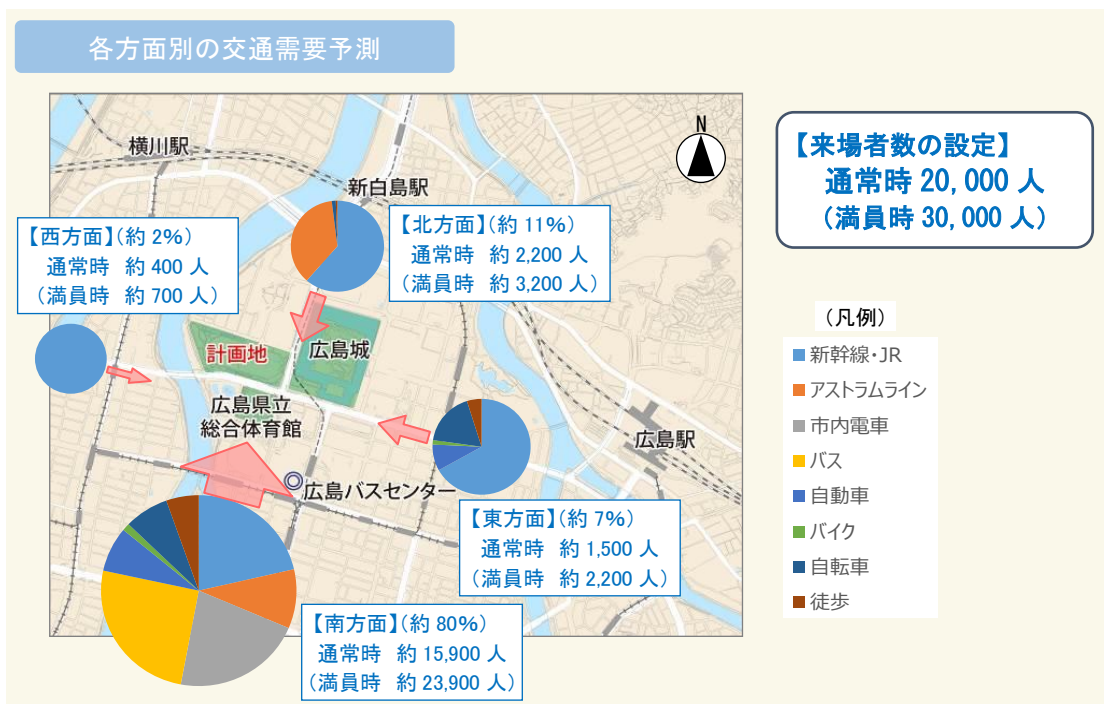 各方面別の交通需要予測
横川駅
新白島駅
N
【来場者数の設定】
通常時 20,000 人
(満員時 30,000 人)
【西方面】(約 2%)
通常時 約 400 人
(満員時 約 700 人)
【北方面】(約 11%)
通常時 約 2,200 人
(満員時 約 3,200 人)
計画地
広島城
広島県立
総合体育館
広島駅
広島バスセンター
【東方面】(約 7%)
通常時 約 1,500 人
(満員時 約 2,200 人)
【南方面】(約 80%)
通常時 約 15,900 人
(満員時 約 23,900 人)
(凡例)
新幹線・JR
アストラムライン
市内電車
バス
自動車
バイク
自転車
徒歩